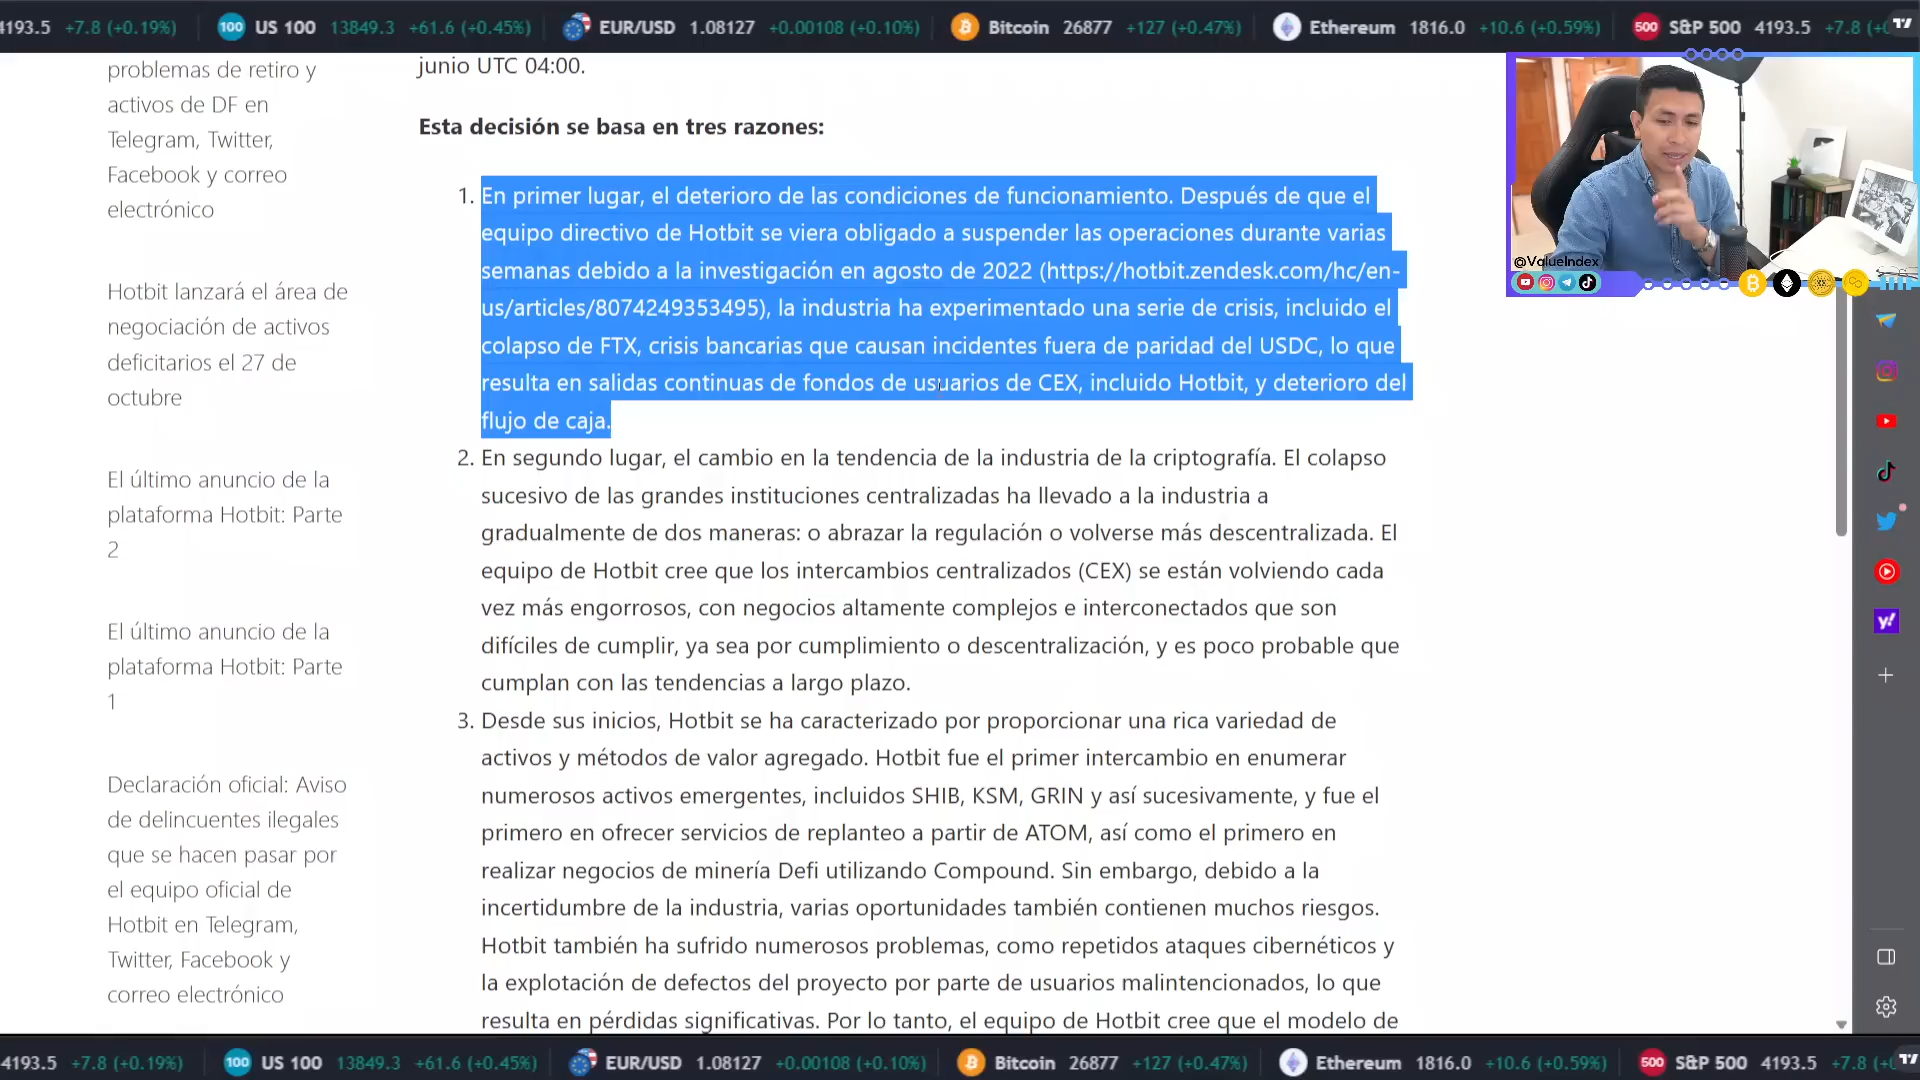 4193.5 +7.8 (+0.19%) 100 US 100 13849.3 +61.6 (+0.45%) EUR/USD 1.08127 +0.00108 (+0.10%) Bitcoin 26877 +127 (+0.47%) Ethereum 1816.0 +10.6 (+0.59%) 500 S&P 500 4193.5 +7.8
problemas de retiro y
activos de DF en
Telegram, Twitter,
Facebook y correo
electrónico
Hotbit lanzará el área de
negociación de activos
deficitarios el 27 de
octubre
El último anuncio de la
plataforma Hotbit: Parte
2
El último anuncio de la
plataforma Hotbit: Parte
1
Declaración oficial: Aviso
de delincuentes ilegales
que se hacen pasar por
el equipo oficial de
Hotbit en Telegram,
Twitter, Facebook y
correo electrónico
junio UTC 04:00.
Esta decisión se basa en tres razones:
1. En primer lugar, el deterioro de las condiciones de funcionamiento. Después de que el
equipo directivo de Hotbit se viera obligado a suspender las operaciones durante varias
semanas debido a la investigación en agosto de 2022 (https://hotbit.zendesk.com/hc/en-
us/articles/8074249353495), la industria ha experimentado una serie de crisis, incluido el
colapso de FTX, crisis bancarias que causan incidentes fuera de paridad del USDC, lo que
resulta en salidas continuas de fondos de usuarios de CEX, incluido Hotbit, y deterioro del
flujo de caja.
2. En segundo lugar, el cambio en la tendencia de la industria de la criptografía. El colapso
sucesivo de las grandes instituciones centralizadas ha llevado a la industria a
gradualmente de dos maneras: o abrazar la regulación o volverse más descentralizada. El
equipo de Hotbit cree que los intercambios centralizados (CEX) se están volviendo cada
vez más engorrosos, con negocios altamente complejos e interconectados que son
difíciles de cumplir, ya sea por cumplimiento o descentralización, y es poco probable que
cumplan con las tendencias a largo plazo.
3. Desde sus inicios, Hotbit se ha caracterizado por proporcionar una rica variedad de
activos y métodos de valor agregado. Hotbit fue el primer intercambio en enumerar
numerosos activos emergentes, incluidos SHIB, KSM, GRIN y así sucesivamente, y fue el
primero en ofrecer servicios de replanteo a partir de ATOM, así como el primero en
realizar negocios de minería Defi utilizando Compound. Sin embargo, debido a la
incertidumbre de la industria, varias oportunidades también contienen muchos riesgos.
Hotbit también ha sufrido numerosos problemas, como repetidos ataques cibernéticos y
la explotación de defectos del proyecto por parte de usuarios malintencionados, lo que
resulta en pérdidas significativas. Por lo tanto, el equipo de Hotbit cree que el modelo de
@ValueIndex
4193.5 +7.8 (+0.19%) 100 US 100 13849.3 +61.6 (+0.45%) EUR/USD 1.08127 +0.00108 (+0.10%) Bitcoin 26877 +127 (+0.47%) Ethereum 1816.0 +10.6 (+0.59%) 500 S&P 500 4193.5 +7.8